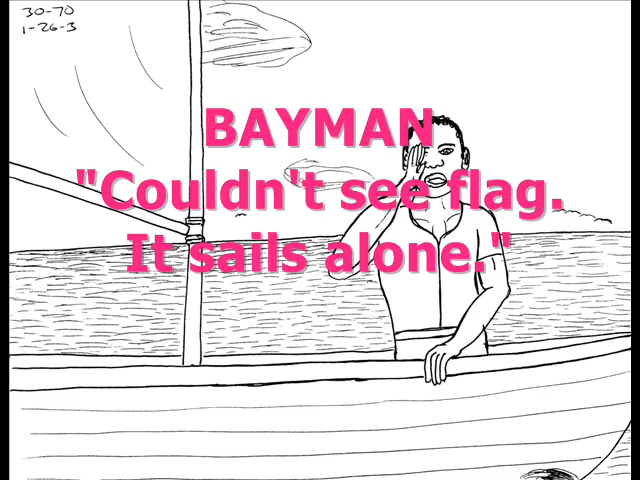 30-70
1-26-3
BAYMAN
"Couldn't see flag.
It sails alone."